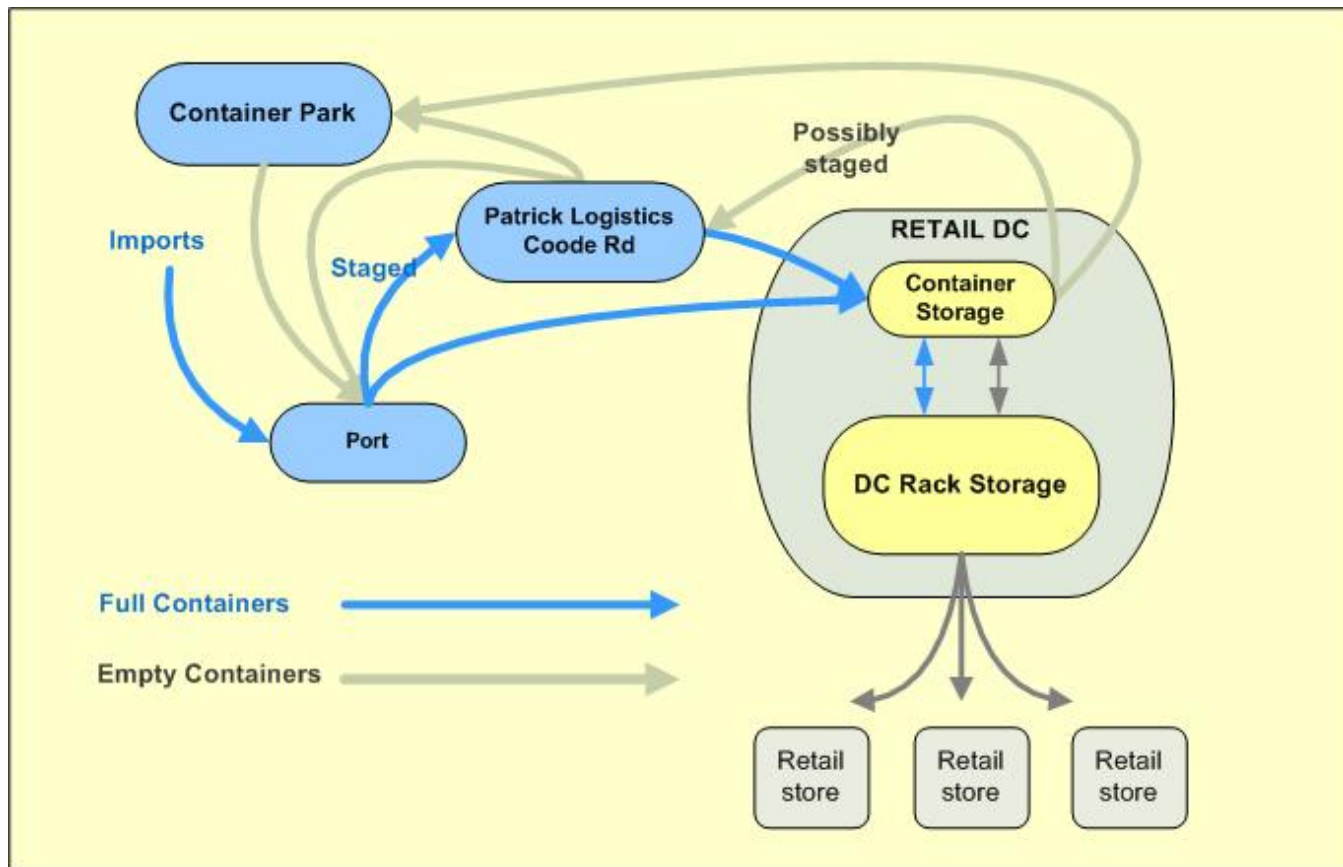 Container Park
Possibly
staged
Patrick Logistics
Coode Rd
Imports
Staged
RETAIL DC
Container
Storage
Port
DC Rack Storage
Full Containers
Empty Containers
Retail
store
Retail
store
Retail
store